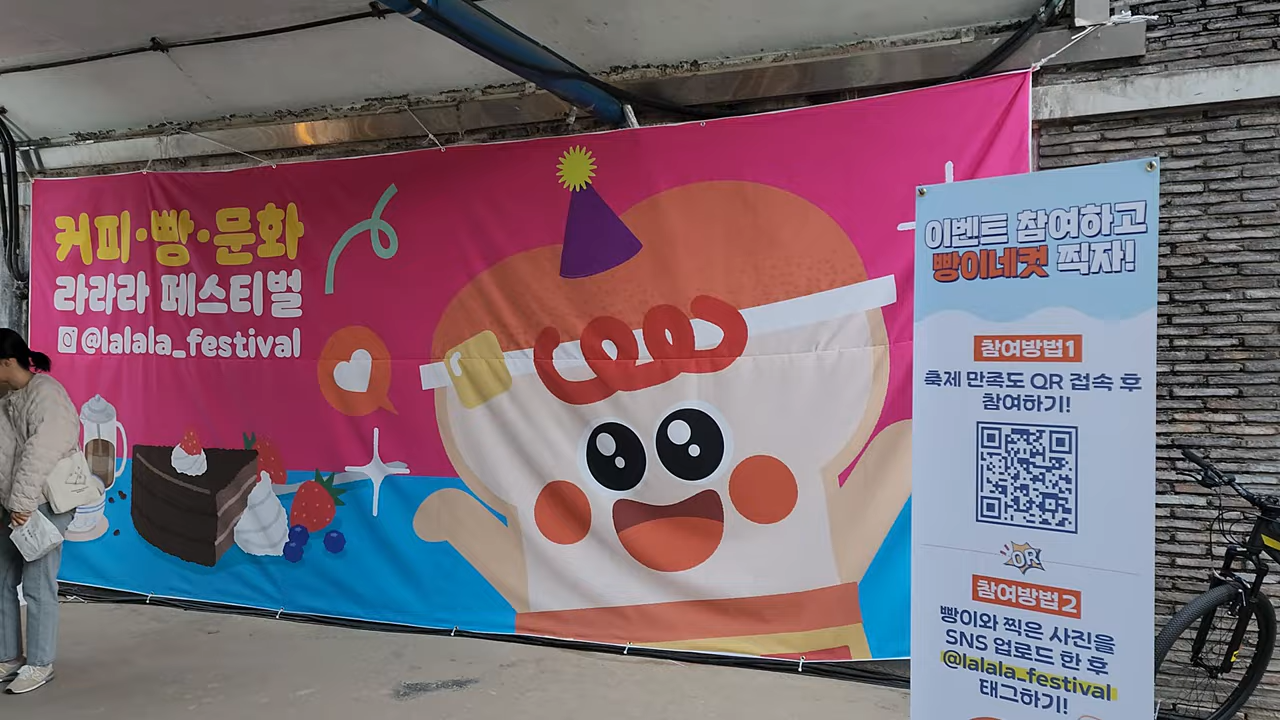 커피·빵·문화
라라라 페스티벌
@lalala_festival
이벤트 참여하고
빵이네컷 찍자!
참여방법1
축제 만족도 QR 접속 후
참여하기!
OR
참여방법2
빵이와 찍은 사진을
SNS 업로드 한 후
@lalala_festival
태그하기!